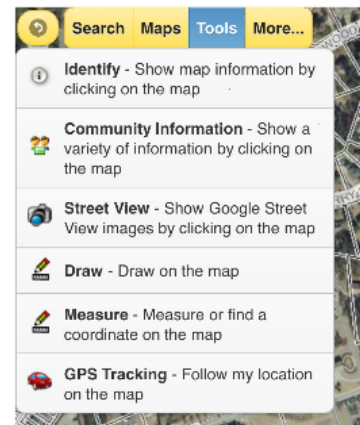 Search Maps Tools More...
Identify - Show map information by
clicking on the map
Community Information - Show a
variety of information by clicking on
the map
Street View - Show Google Street
View images by clicking on the map
Draw - Draw on the map
Measure - Measure or find a
coordinate on the map
GPS Tracking - Follow my location
on the map